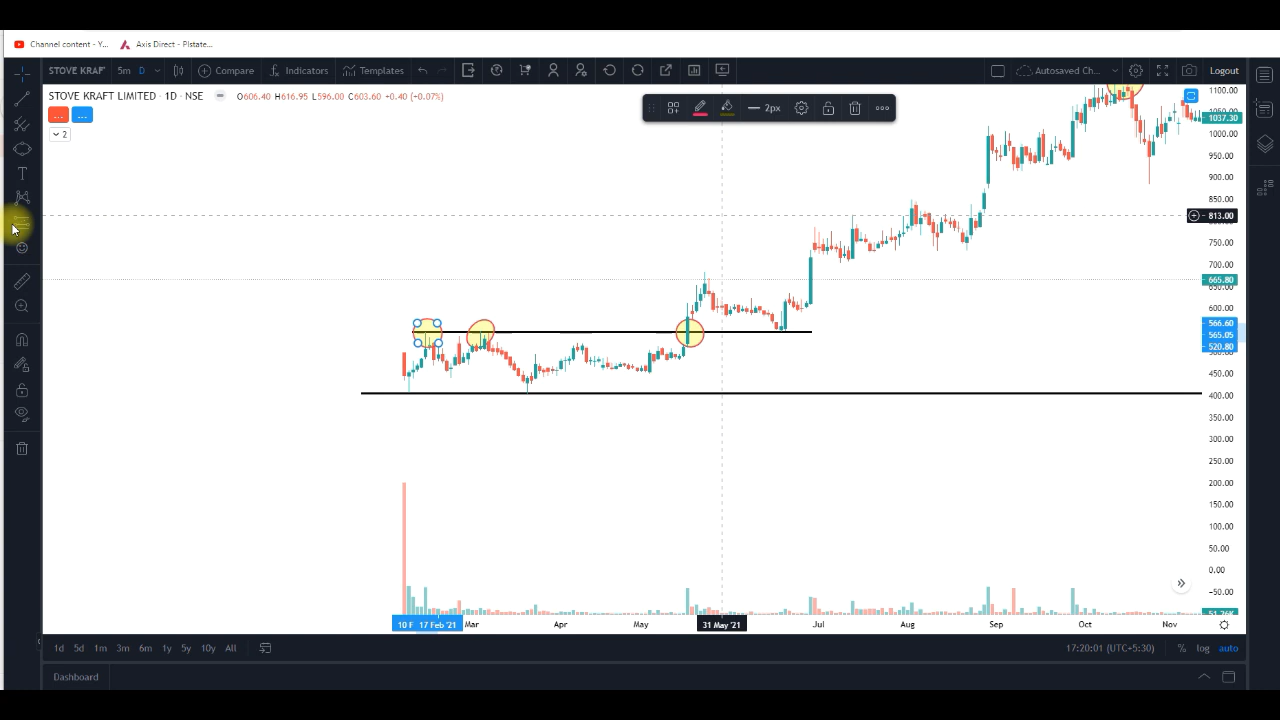 Channel content - Y...
Axis Direct - Plstate...
STOVE KRAF
5m
D
Compare
Indicators
Templates
Autosaved Ch...
Logout
STOVE KRAFT LIMITED · 1D · NSE
O606.40 H616.95 L596.00 C603.60 +0.40 (+0.07%)
...
...
2
2px
1100.00
1037.30
1000.00
950.00
900.00
850.00
813.00
750.00
700.00
665.80
650.00
600.00
566.60
565.05
520.80
500.00
450.00
400.00
350.00
300.00
250.00
200.00
150.00
100.00
50.00
0.00
−50.00
51.76K
10 F
17 Feb '21
Mar
Apr
May
31 May '21
Jul
Aug
Sep
Oct
Nov
1d 5d 1m 3m 6m 1y 5y 10y All
17:20:01 (UTC+5:30)
%
log
auto
Dashboard